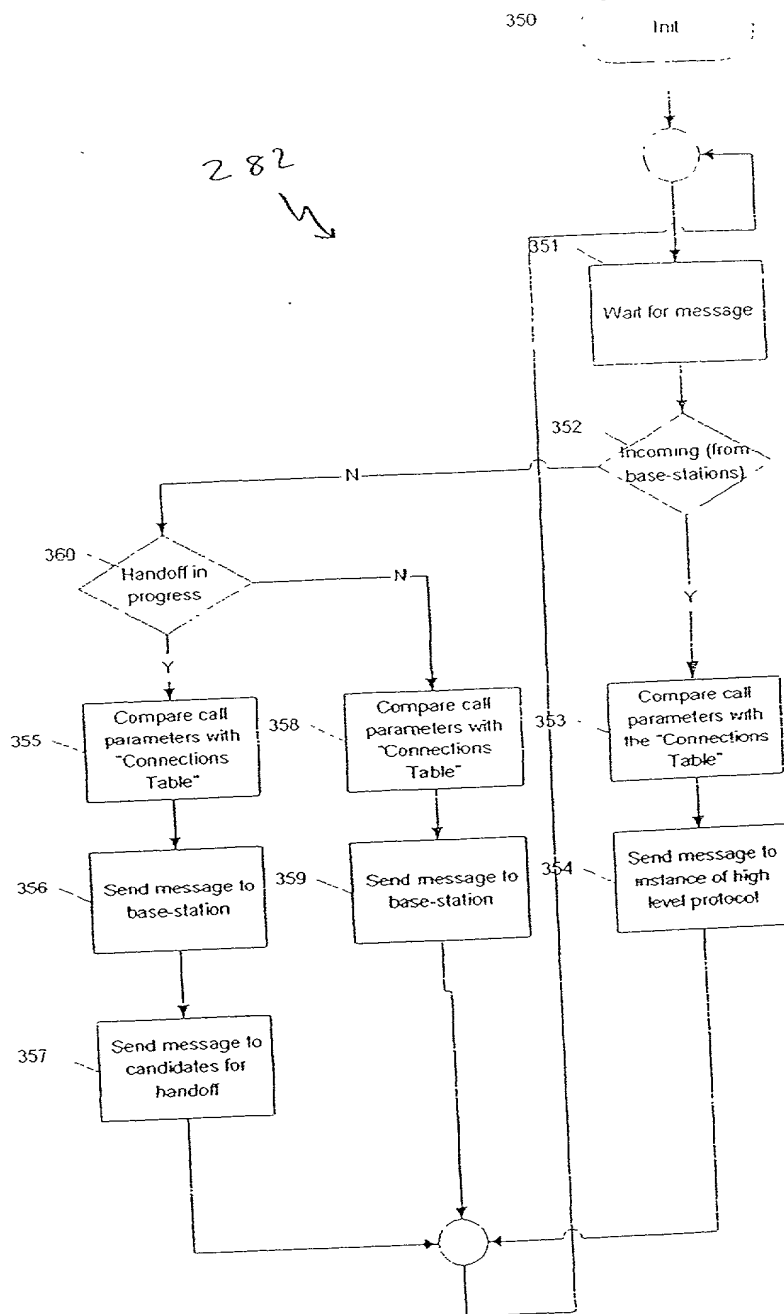 350
Init
282
351
Wait for message
352
Incoming (from
base-stations)
N
Y
360
Handoff in
progress
N
Y
355
Compare call
parameters with
"Connections
Table"
358
Compare call
parameters with
"Connections
Table"
353
Compare call
parameters with
the "Connections
Table"
356
Send message to
base-station
359
Send message to
base-station
354
Send message to
instance of high
level protocol
357
Send message to
candidates for
handoff